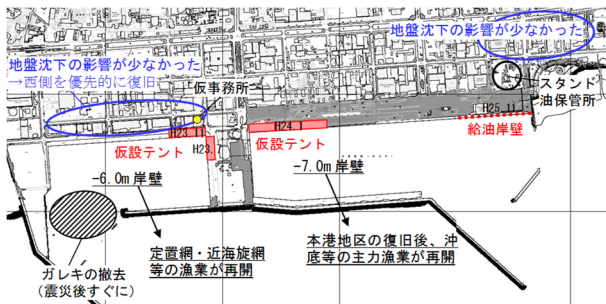 地盤沈下の影響が少なかった
地盤沈下の影響が少なかった
→西側を優先的に復旧
仮事務所
スタンド
油保管所
H23.11
H24.1
H25.11
H23.7
仮設テント
仮設テント
給油岸壁
-6.0m 岸壁
-7.0m 岸壁
定置網・近海旋網
等の漁業が再開
本港地区の復旧後、沖
底等の主力漁業が再開
ガレキの撤去
(震災後すぐに)